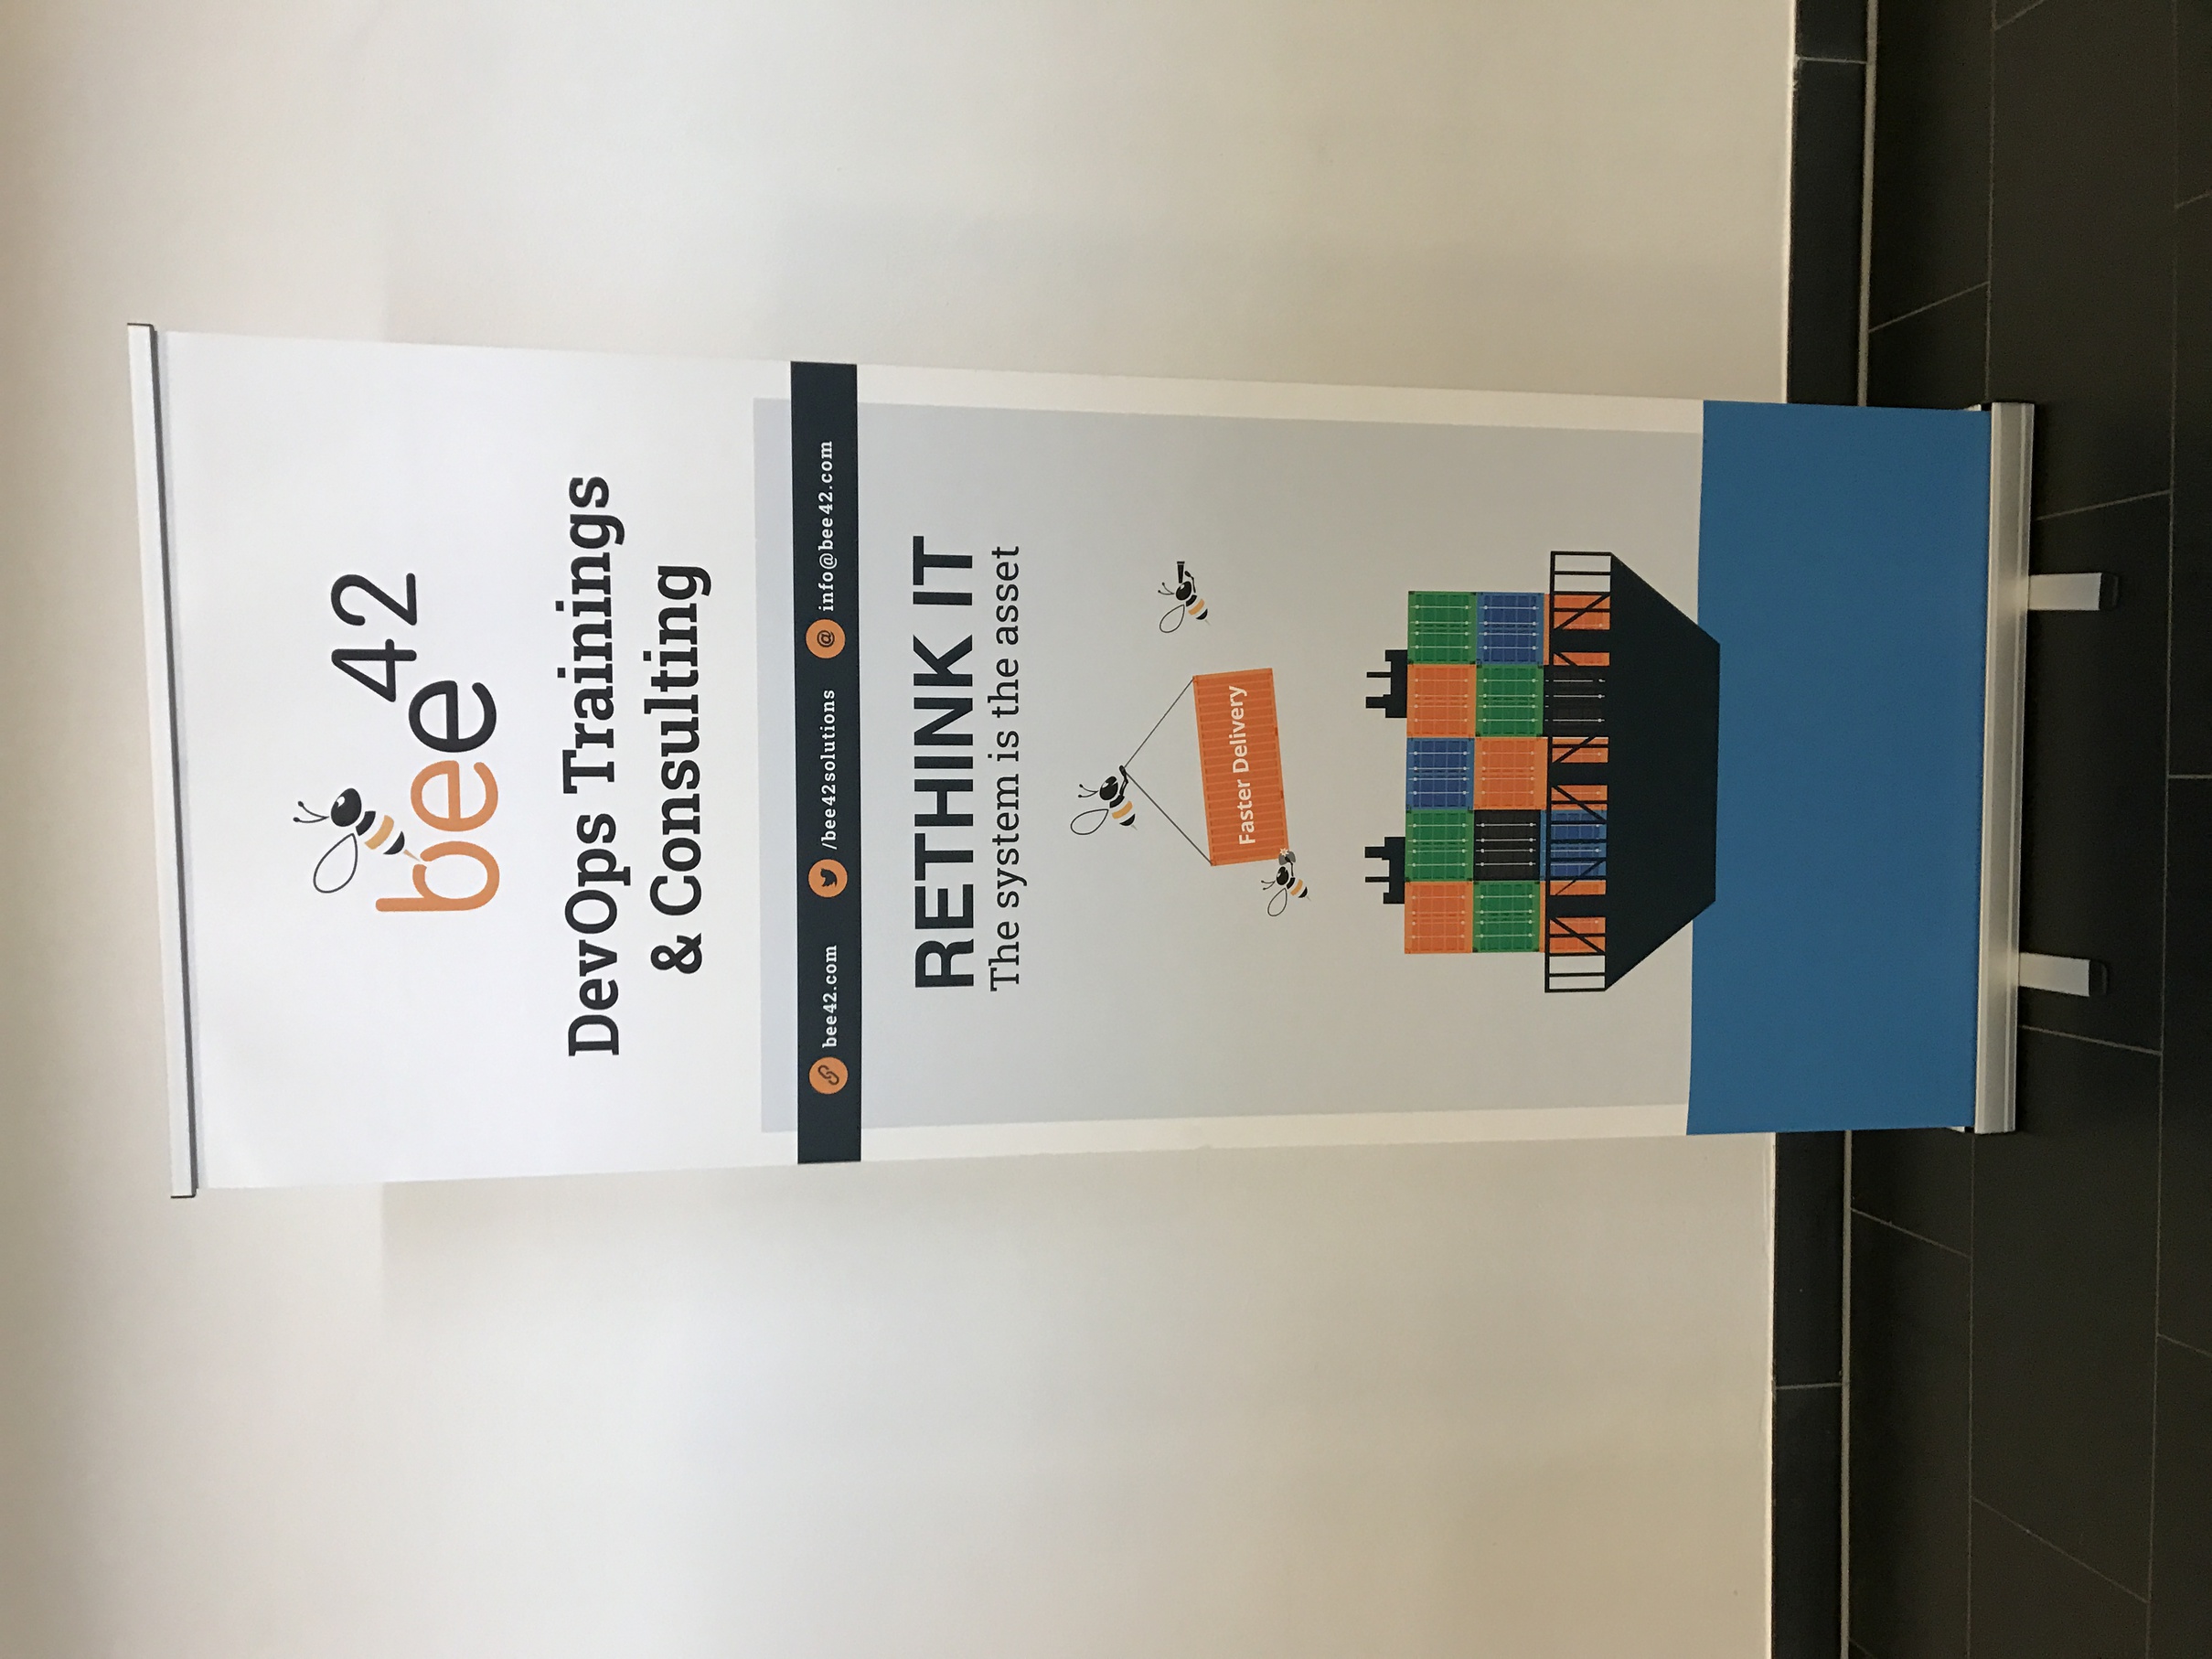 bee42
DevOps Trainings
& Consulting
bee42.com /bee42solutions @ info@bee42.com
RETHINK IT
The system is the asset
Faster Delivery